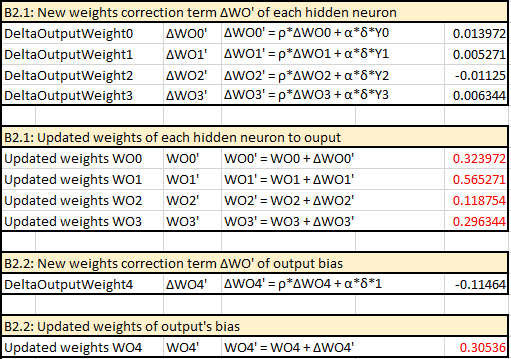 B2.1: New weights correction term ΔWO' of each hidden neuron
DeltaOutputWeight0 ΔWO0' ΔWO0' = ρ*ΔWO0 + α*δ*Y0 0.013972
DeltaOutputWeight1 ΔWO1' ΔWO1' = ρ*ΔWO1 + α*δ*Y1 0.005271
DeltaOutputWeight2 ΔWO2' ΔWO2' = ρ*ΔWO2 + α*δ*Y2 -0.01125
DeltaOutputWeight3 ΔWO3' ΔWO3' = ρ*ΔWO3 + α*δ*Y3 0.006344
B2.1: Updated weights of each hidden neuron to ouput
Updated weights WO0 WO0' WO0' = WO0 + ΔWO0' 0.323972
Updated weights WO1 WO1' WO1' = WO1 + ΔWO1' 0.565271
Updated weights WO2 WO2' WO2' = WO2 + ΔWO2' 0.118754
Updated weights WO3 WO3' WO3' = WO3 + ΔWO3' 0.296344
B2.2: New weights correction term ΔWO' of output bias
DeltaOutputWeight4 ΔWO4' ΔWO4' = ρ*ΔWO4 + α*δ*1 -0.11464
B2.2: Updated weights of output's bias
Updated weights WO4 WO4' WO4' = WO4 + ΔWO4' 0.30536